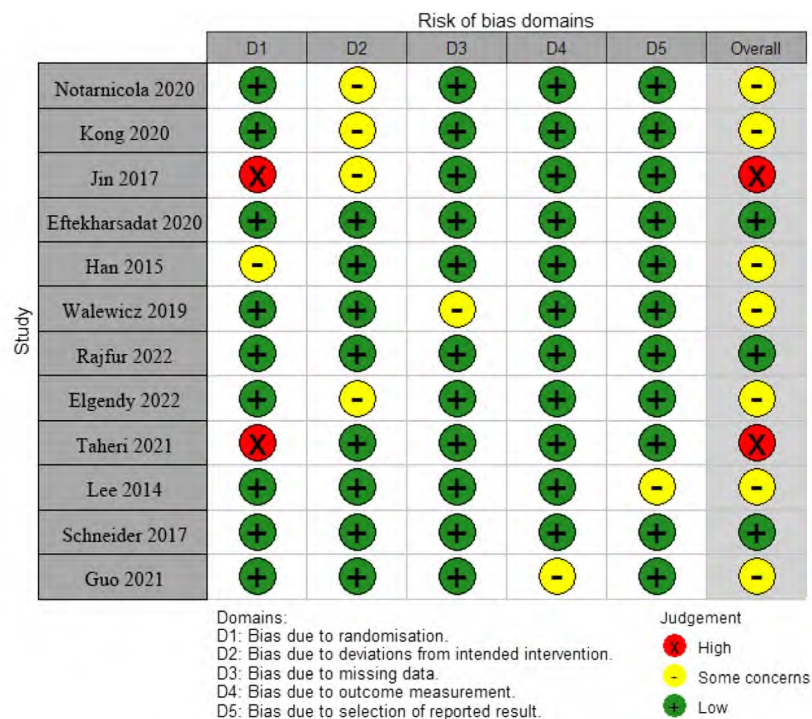 Risk of bias domains
D1 D2 D3 D4 D5 Overall
Study
Notarnicola 2020 + - + + + -
Kong 2020 + - + + + -
Jin 2017 X - + + + X
Eftekharsadat 2020 + + + + + +
Han 2015 - + + + + -
Walewicz 2019 + + - + + -
Rajfur 2022 + + + + + +
Elgendy 2022 + - + + + -
Taheri 2021 X + + + + X
Lee 2014 + + + + - -
Schneider 2017 + + + + + +
Guo 2021 + + + - + -
Domains:
D1: Bias due to randomisation.
D2: Bias due to deviations from intended intervention.
D3: Bias due to missing data.
D4: Bias due to outcome measurement.
D5: Bias due to selection of reported result.
Judgement
X High
- Some concerns
+ Low